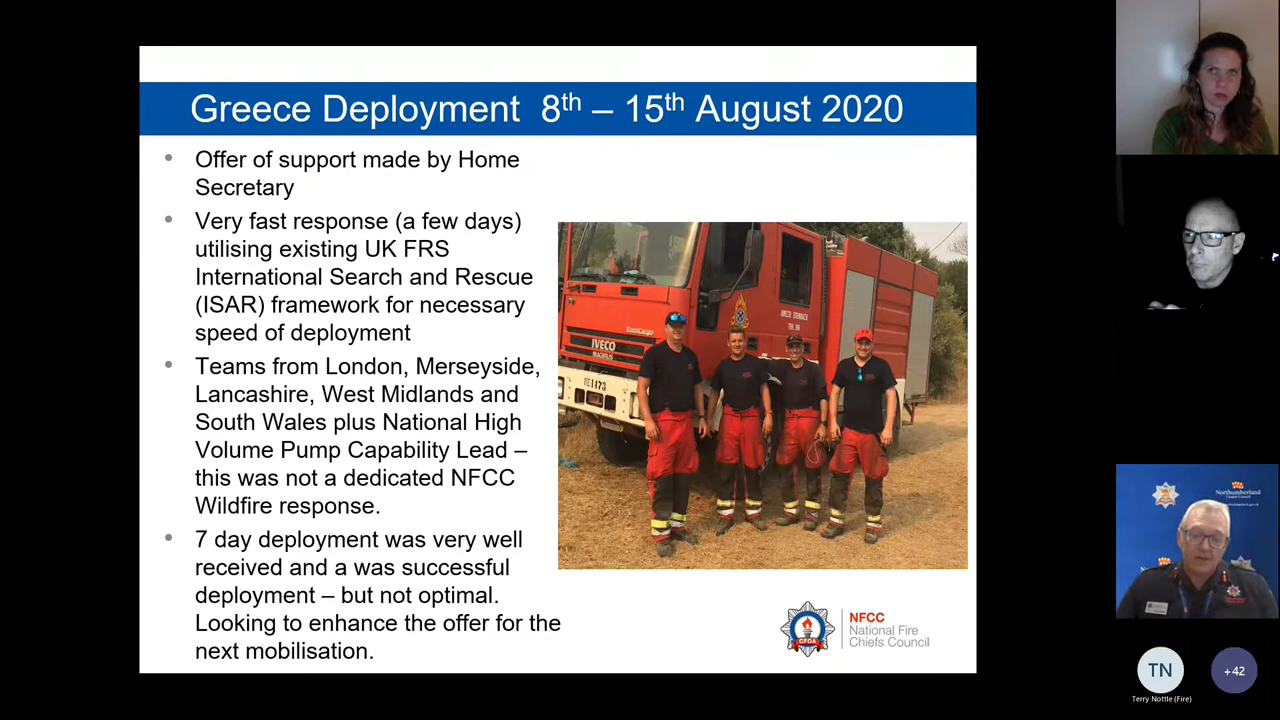 Greece Deployment 8th – 15th August 2020
• Offer of support made by Home
Secretary
• Very fast response (a few days)
utilising existing UK FRS
International Search and Rescue
(ISAR) framework for necessary
speed of deployment
• Teams from London, Merseyside,
Lancashire, West Midlands and
South Wales plus National High
Volume Pump Capability Lead –
this was not a dedicated NFCC
Wildfire response.
• 7 day deployment was very well
received and a was successful
deployment – but not optimal.
Looking to enhance the offer for the
next mobilisation.
EuroCargo
IVECO
MAGIRUS
CFOA
NFCC
National Fire
Chiefs Council
Northumberland
TN
+42
Terry Nottle (Fire)